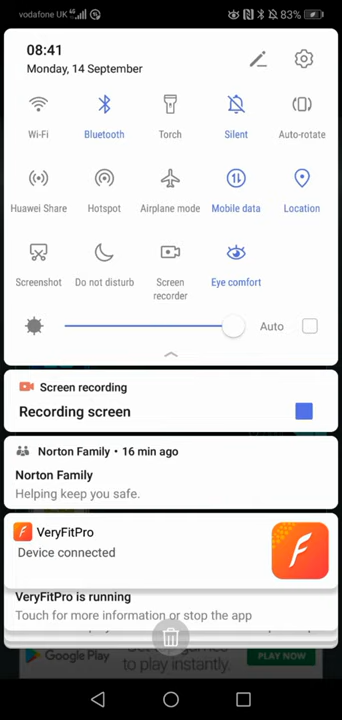 vodafone UK 4G 83%
08:41
Monday, 14 September
Wi-Fi Bluetooth Torch Silent Auto-rotate
Huawei Share Hotspot Airplane mode Mobile data Location
Screenshot Do not disturb Screen recorder Eye comfort
Auto
Screen recording
Recording screen
Norton Family • 16 min ago
Norton Family
Helping keep you safe.
VeryFitPro
Device connected
VeryFitPro is running
Touch for more information or stop the app
Google Play
to play instantly.
PLAY NOW